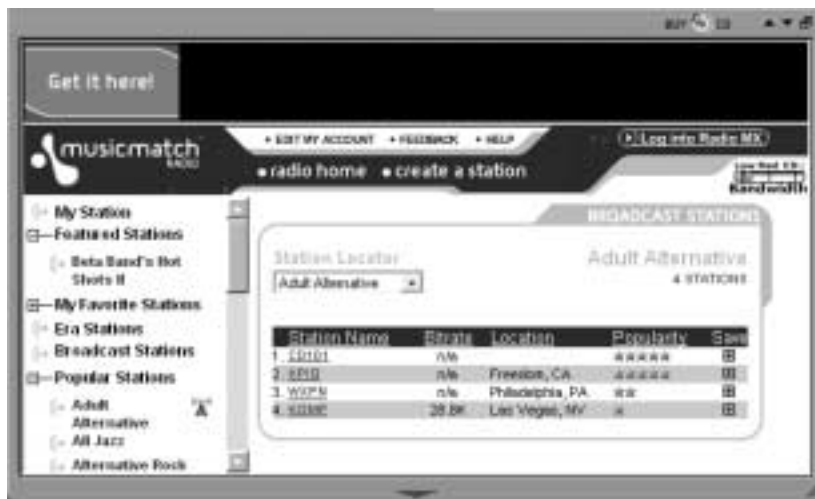 BUY
Get it here!
musicmatch
RADIO
EDIT MY ACCOUNT FEEDBACK HELP
Log into Radio MX
radio home create a station
Bandwidth
My Station
Featured Stations
Beta Band's Hot
Shots II
My Favorite Stations
Era Stations
Broadcast Stations
Popular Stations
Adult
Alternative
All Jazz
Alternative Rock
BROADCAST STATIONS
Station Locator
Adult Alternative
Adult Alternative
4 STATIONS
Station Name Bitrate Location Popularity Save
1. CD101 n/a
2. KPIG n/a Freedom, CA
3. WXPN n/a Philadelphia, PA
4. 28.8K Las Vegas, NV